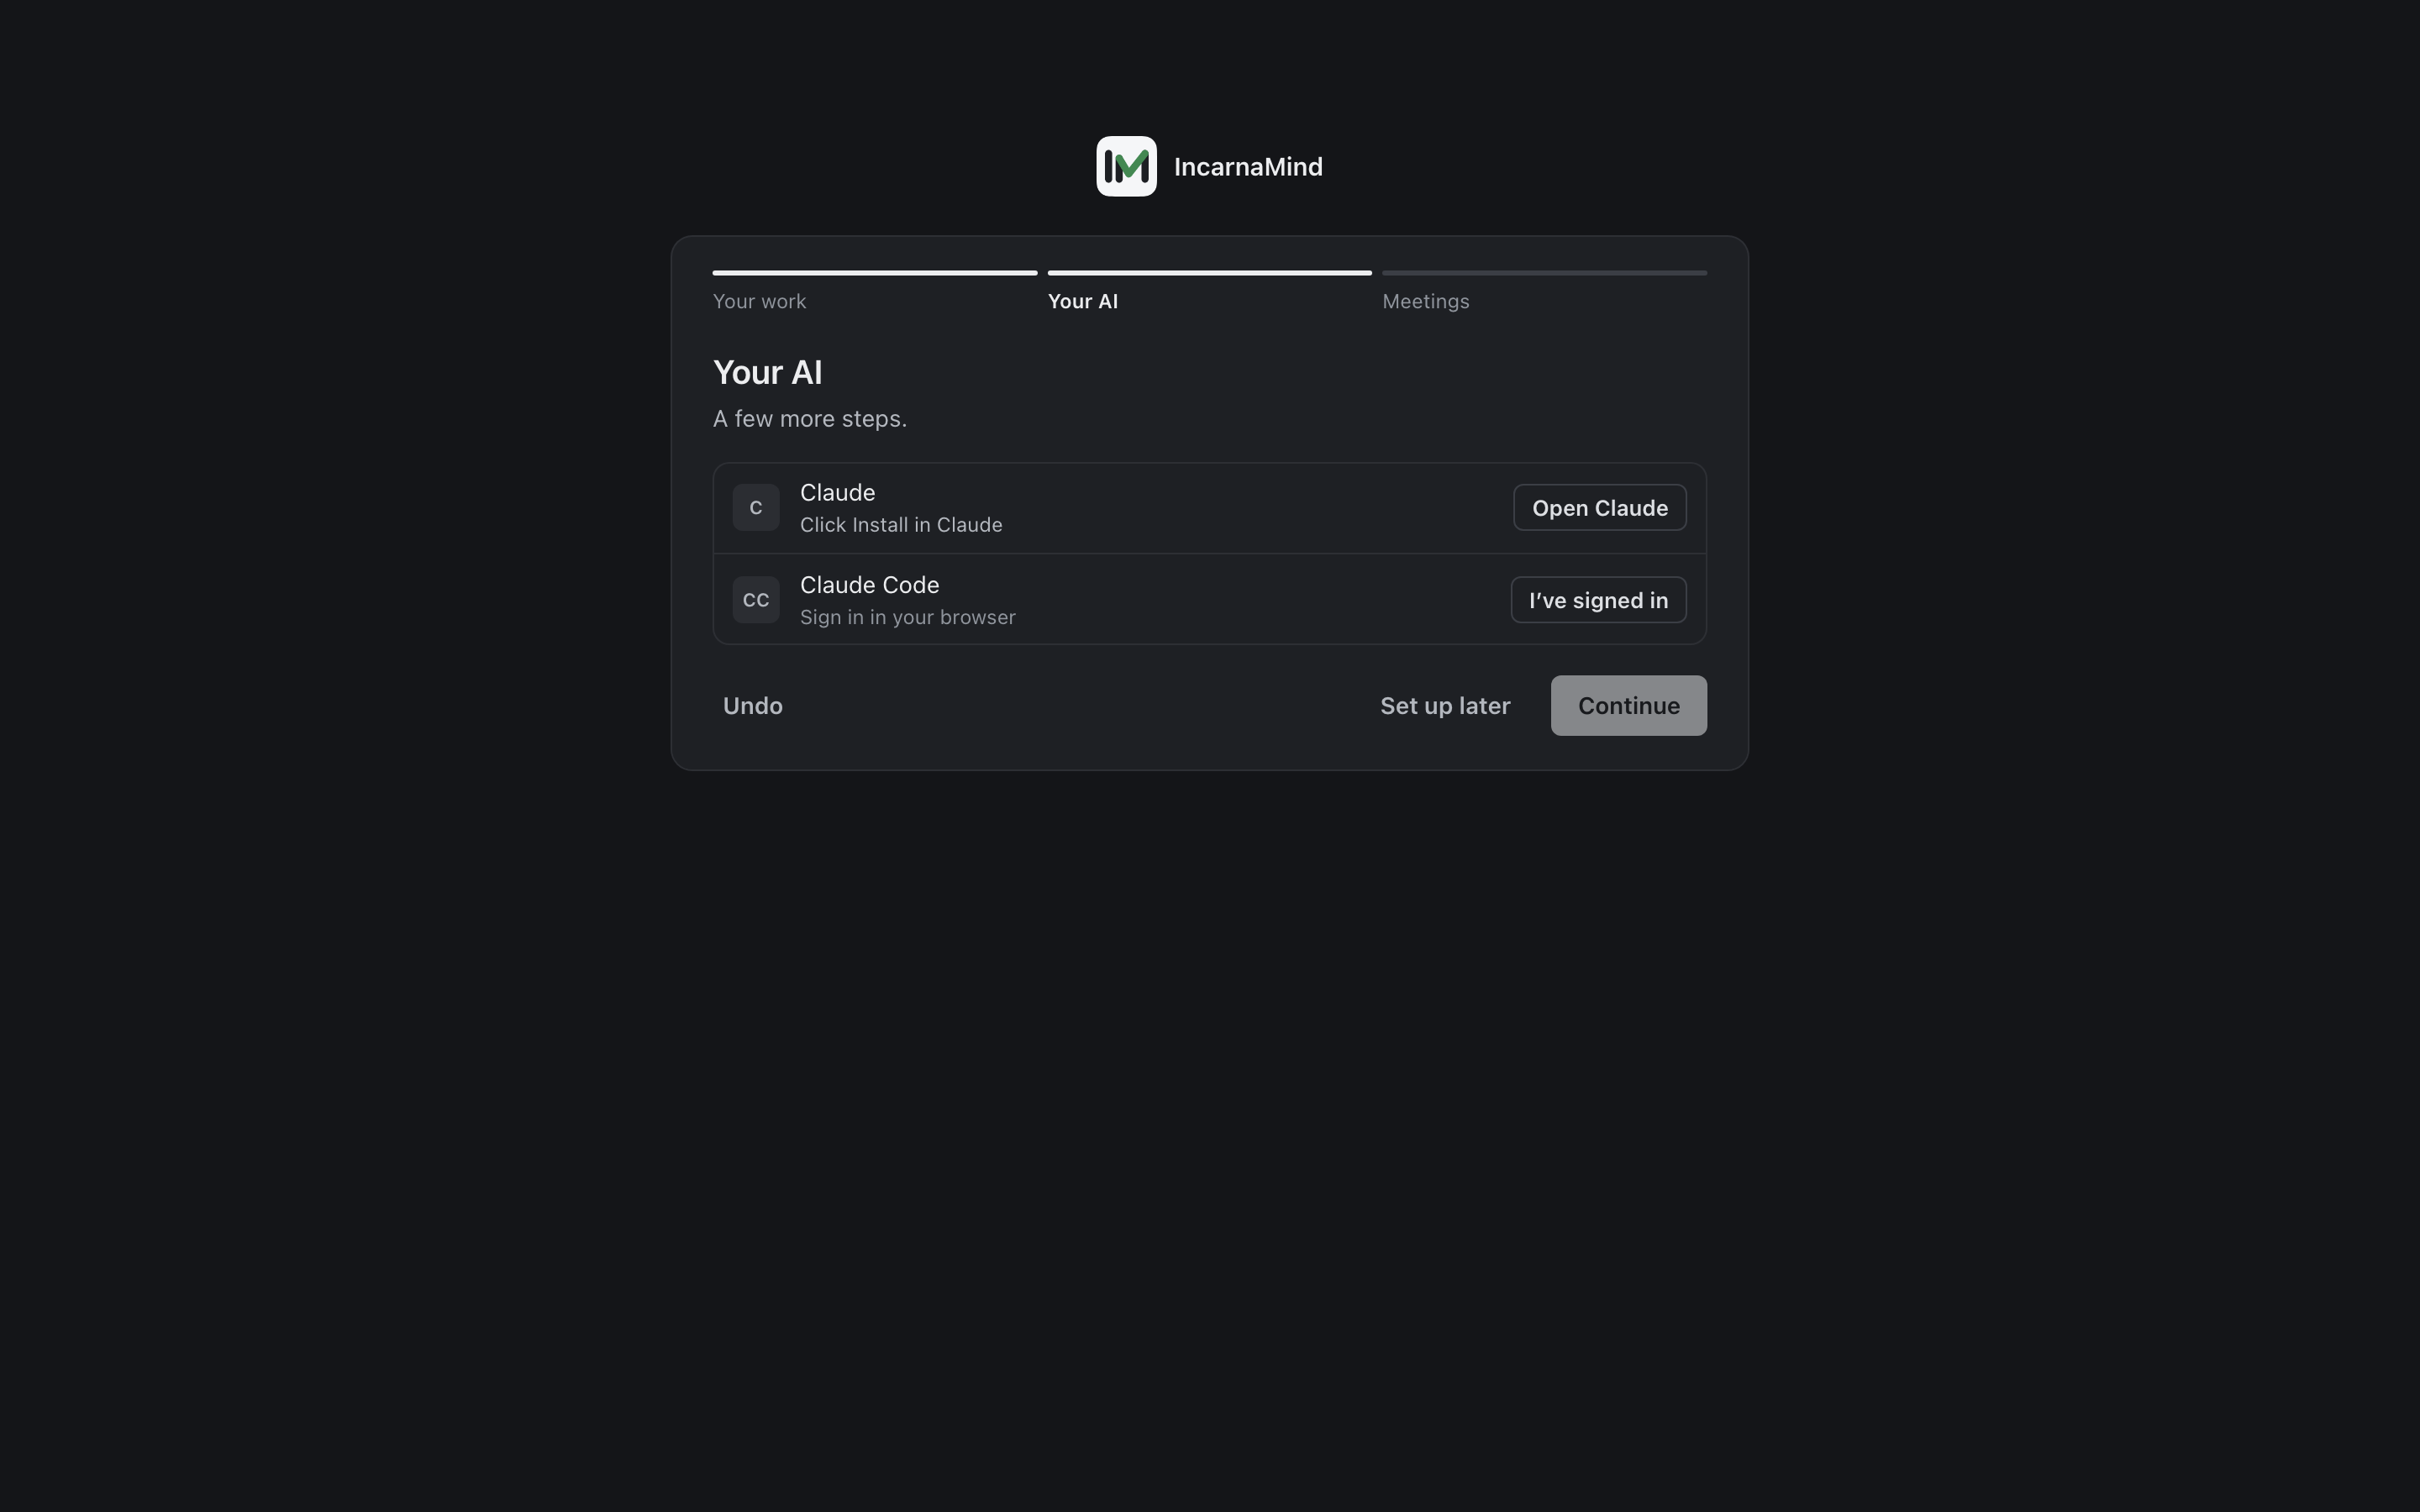 IncarnaMind
Your work
Your AI
Meetings
Your AI
A few more steps.
C
Claude
Click Install in Claude
Open Claude
CC
Claude Code
Sign in in your browser
I’ve signed in
Undo
Set up later
Continue